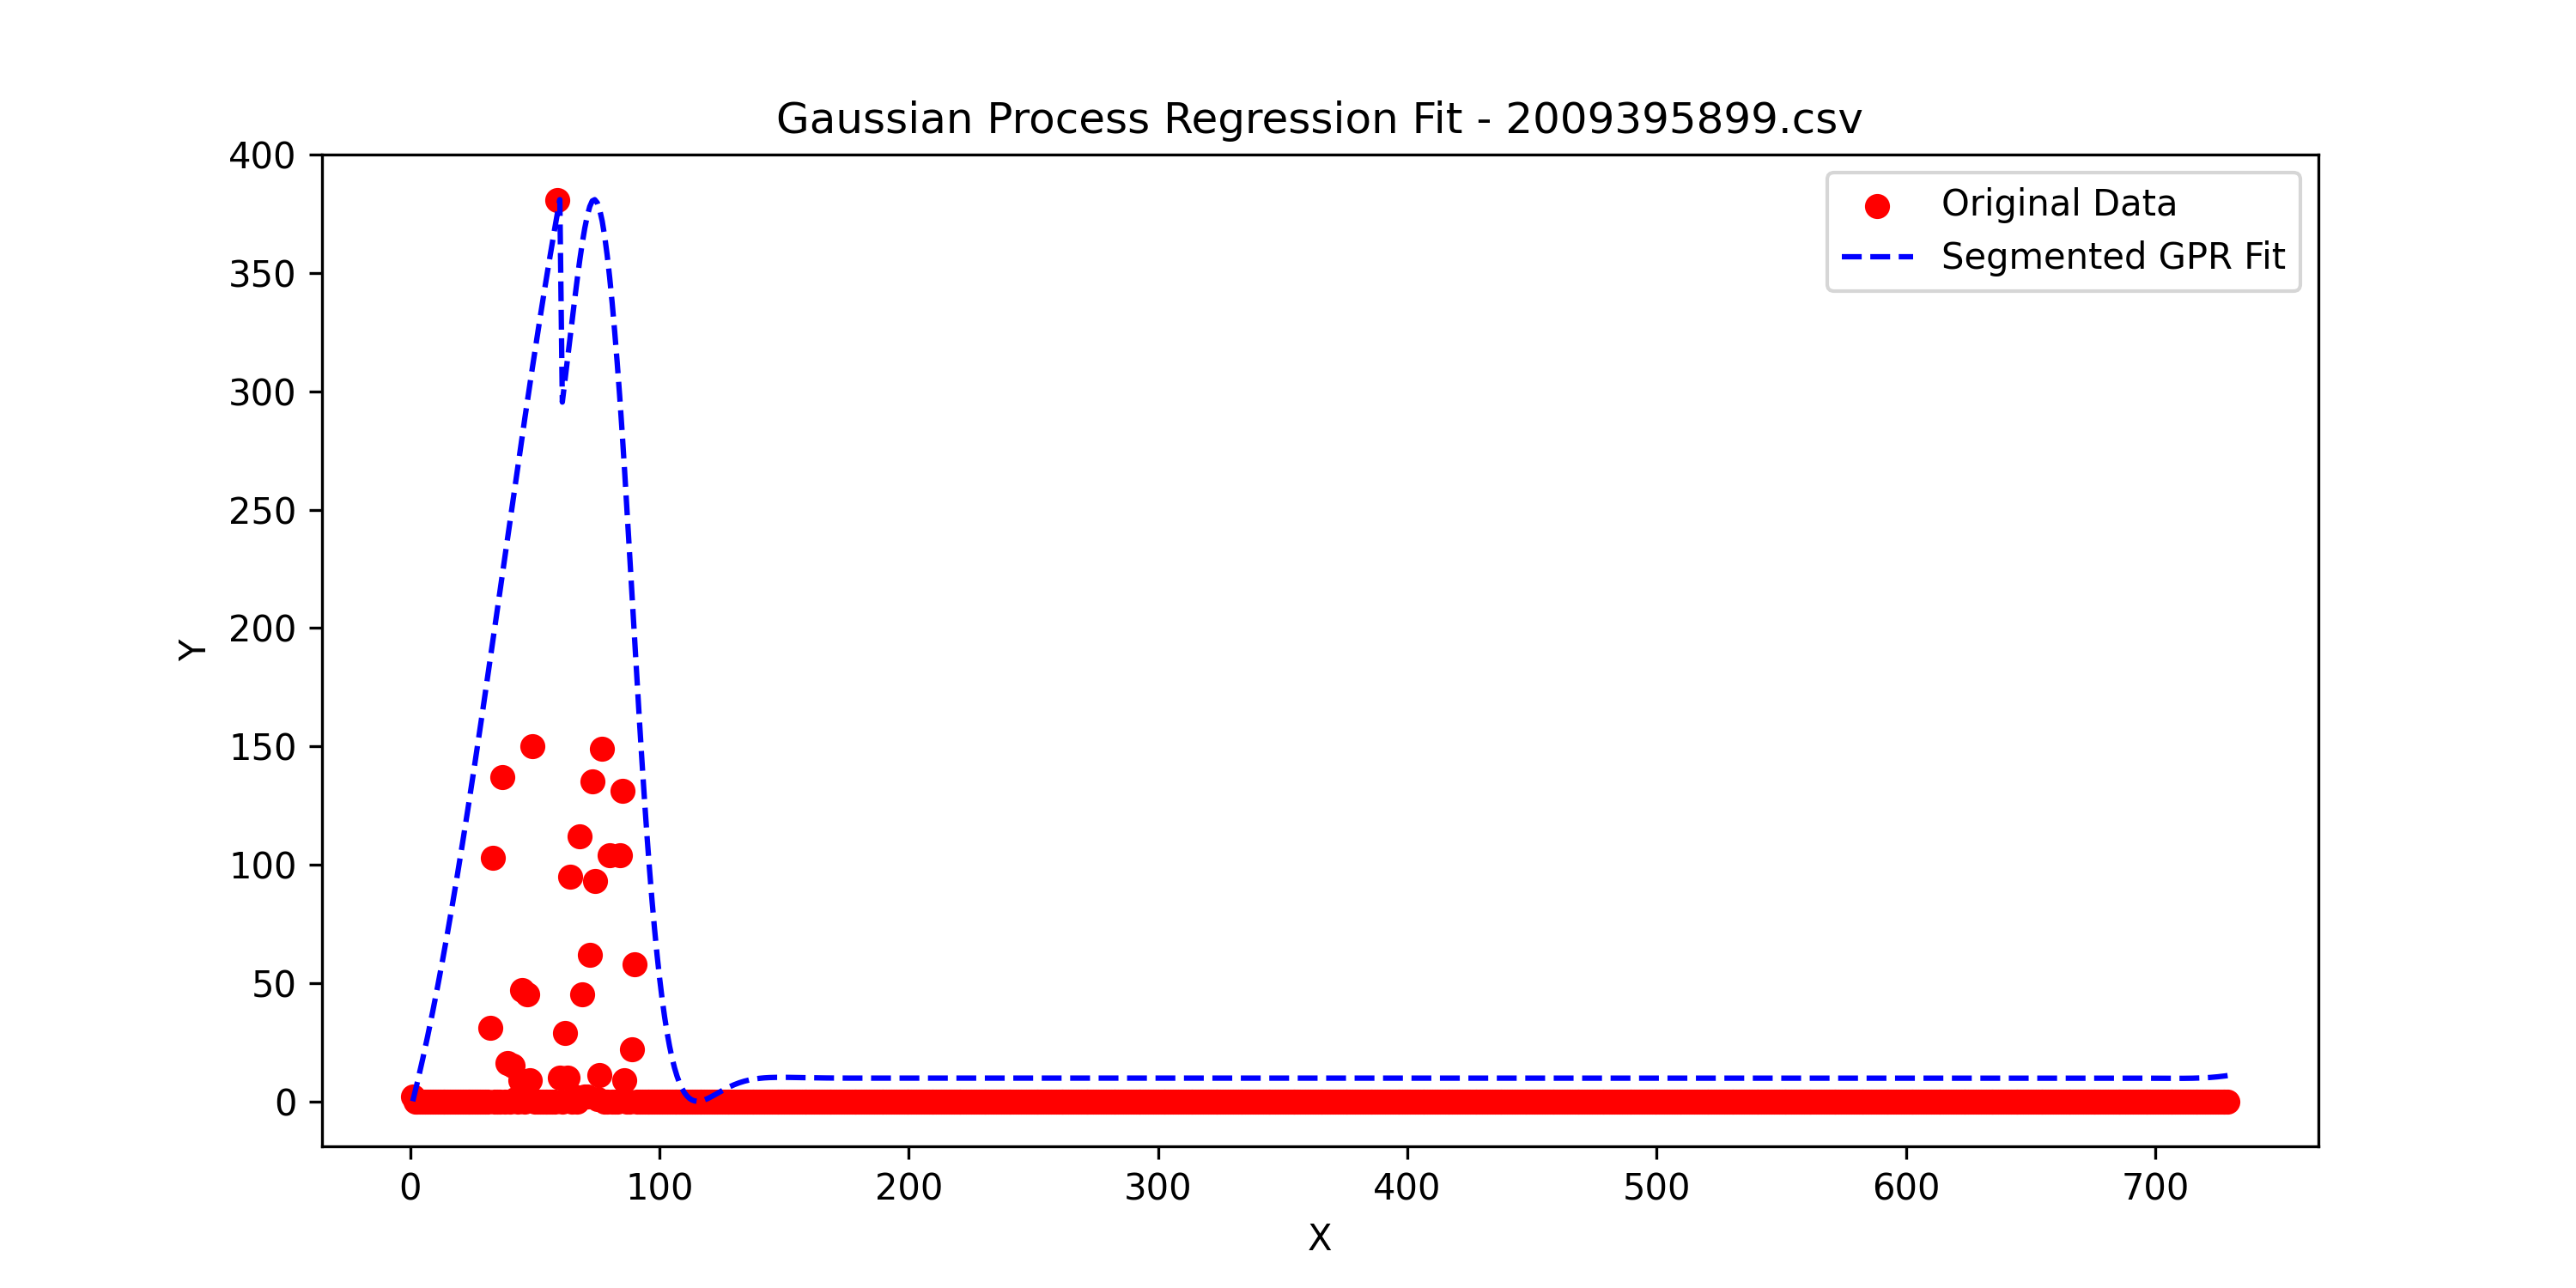 Gaussian Process Regression Fit - 2009395899.csv
400
350
300
250
200
150
100
50
0
Y
Original Data
Segmented GPR Fit
0 100 200 300 400 500 600 700
X